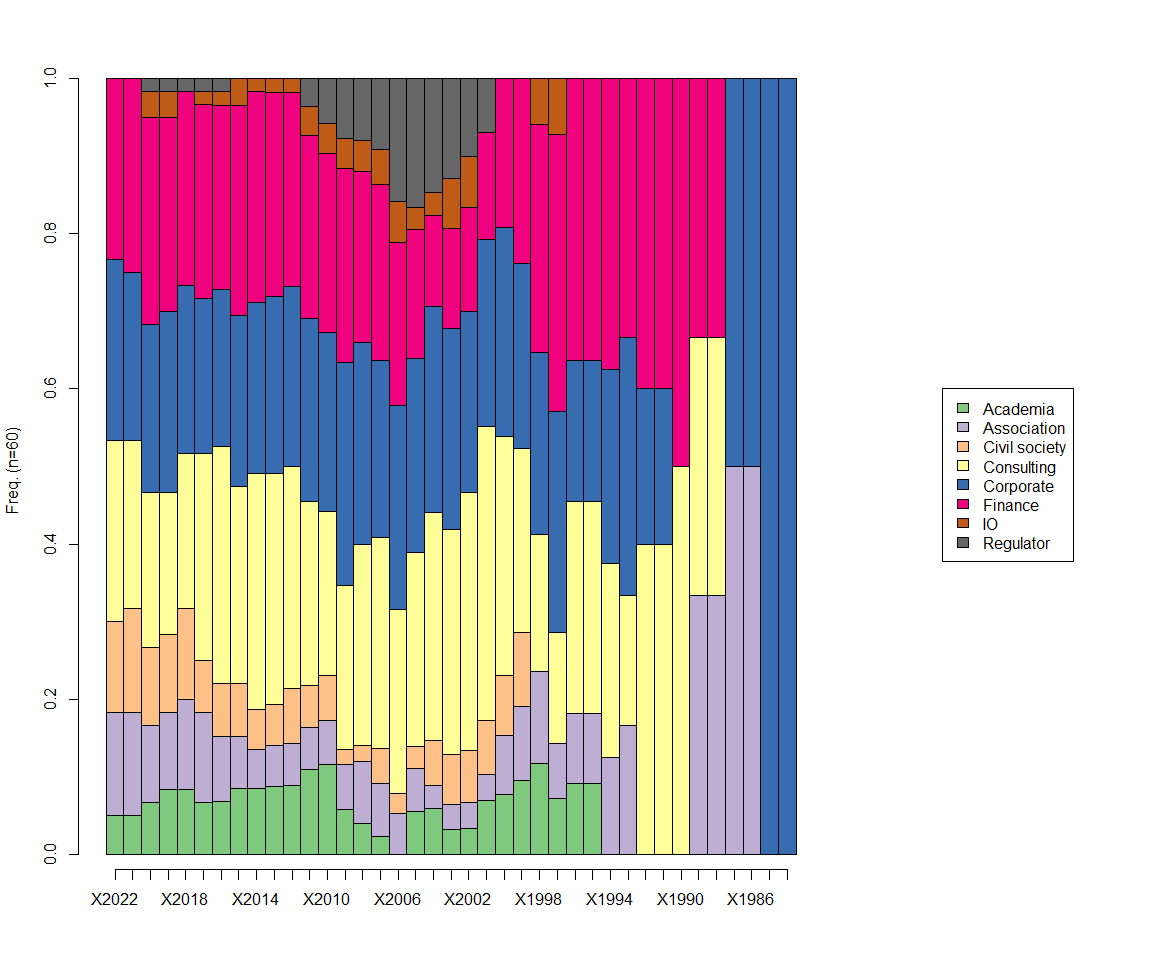 Freq. (n=60)
1.0
0.8
0.6
0.4
0.2
0.0
X2022 X2018 X2014 X2010 X2006 X2002 X1998 X1994 X1990 X1986
Academia
Association
Civil society
Consulting
Corporate
Finance
IO
Regulator